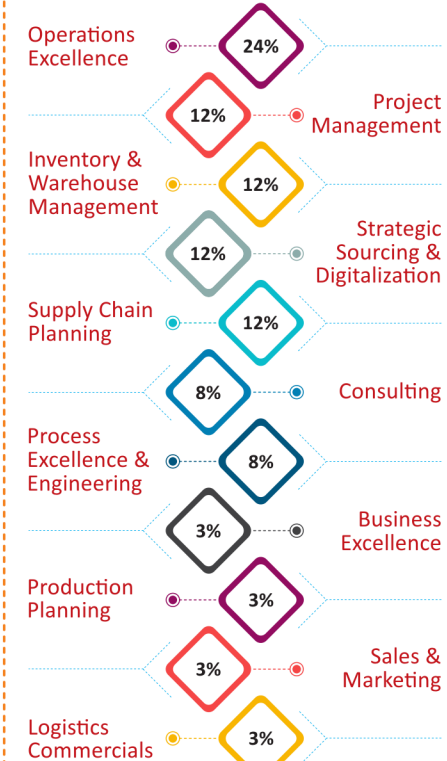 Operations
Excellence
24%
12%
Project
Management
Inventory &
Warehouse
Management
12%
12%
Strategic
Sourcing &
Digitalization
Supply Chain
Planning
12%
8%
Consulting
Process
Excellence &
Engineering
8%
3%
Business
Excellence
Production
Planning
3%
3%
Sales &
Marketing
Logistics
Commercials
3%